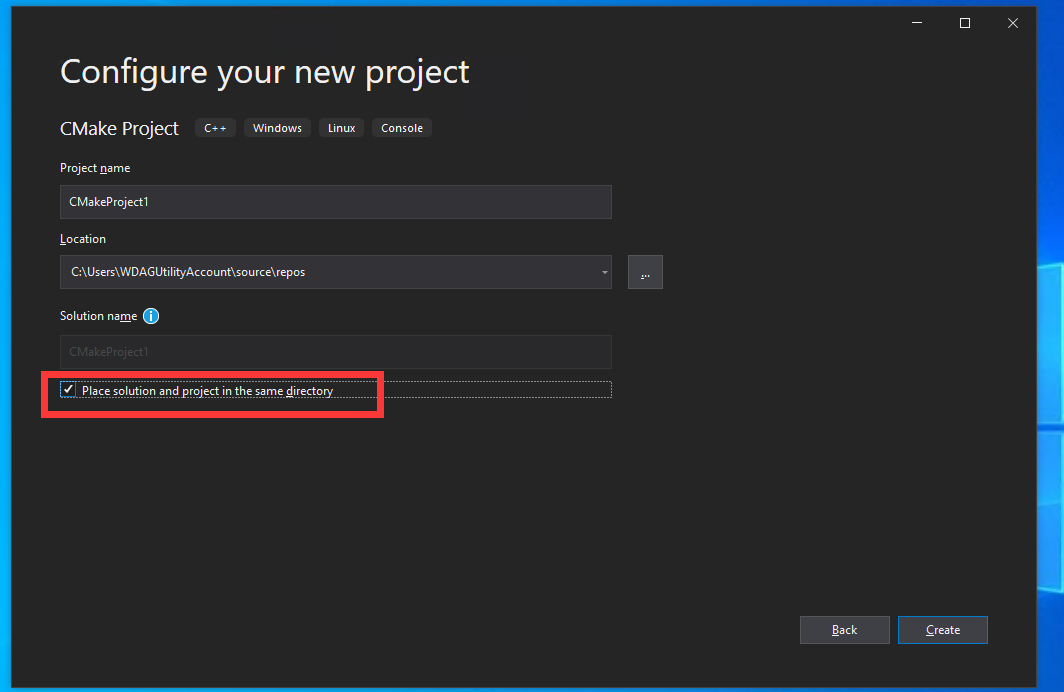 Configure your new project
CMake Project C++ Windows Linux Console
Project name
CMakeProject1
Location
C:\Users\WDAGUtilityAccount\source\repos
...
Solution name i
CMakeProject1
Place solution and project in the same directory
Back Create